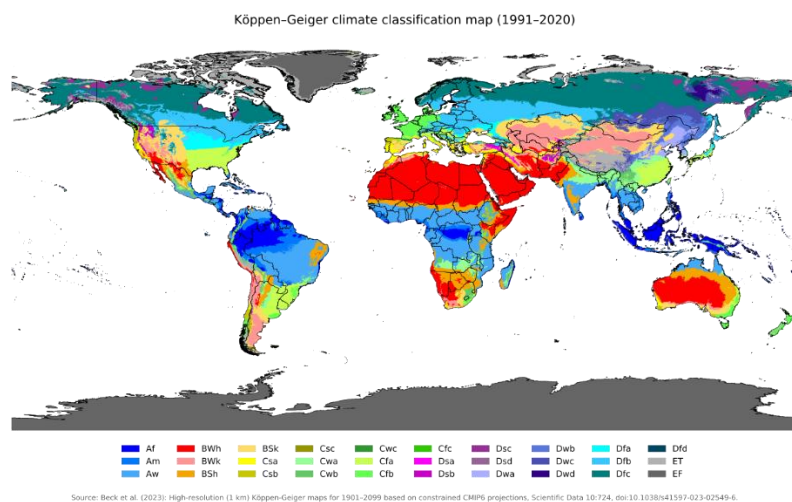 Köppen–Geiger climate classification map (1991–2020)
Af BWh BSk Csc Cwc Cfc Dsc Dwb Dfa Dfd
Am BWk Csa Cwa Cfa Dsa Dsd Dwc Dfb ET
Aw BSh Csb Cwb Cfb Dsb Dwa Dwd Dfc EF
Source: Beck et al. (2023): High-resolution (1 km) Köppen-Geiger maps for 1901–2099 based on constrained CMIP6 projections, Scientific Data 10:724, doi:10.1038/s41597-023-02549-6.